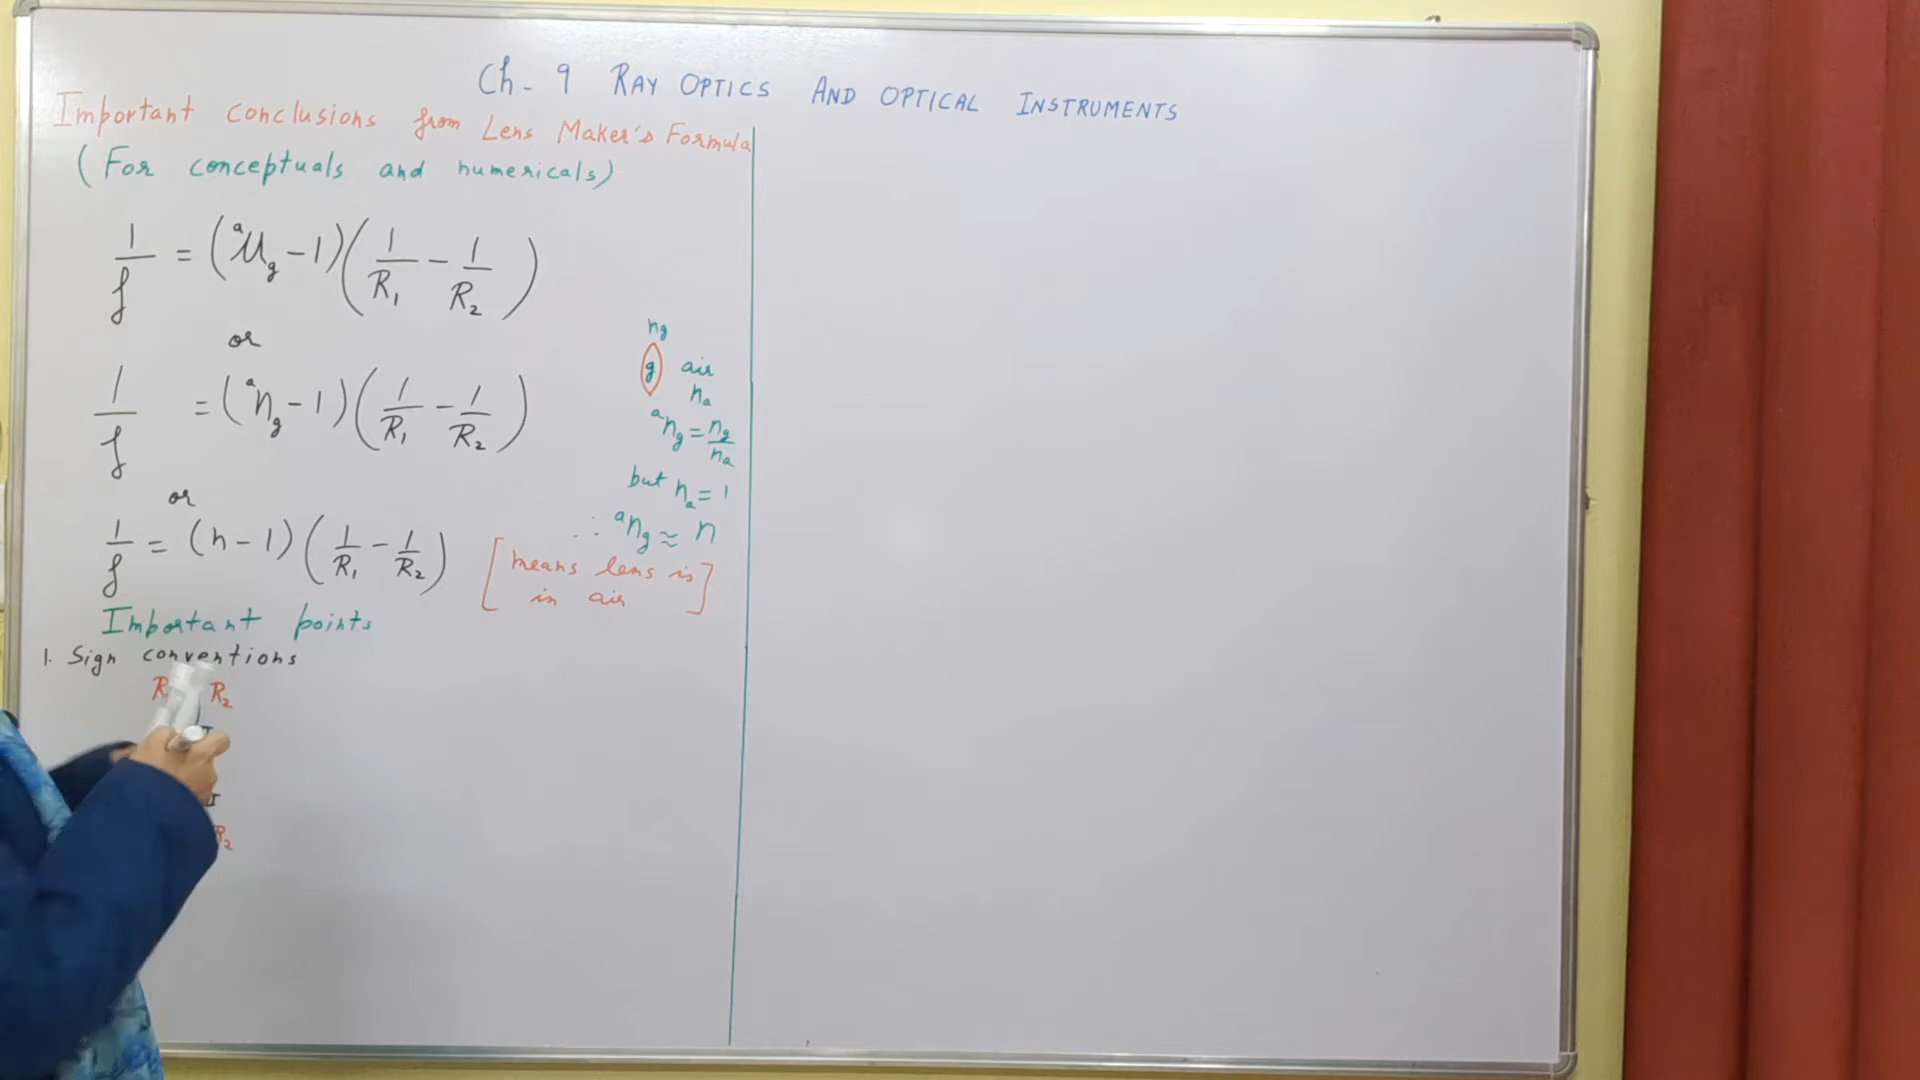 Ch- 9 RAY OPTICS AND OPTICAL INSTRUMENTS
Important conclusions from Lens Maker's Formula
(For conceptuals and numericals)
1/f = (ᵃμg - 1)(1/R₁ - 1/R₂)
or
1/f = (ᵃng - 1)(1/R₁ - 1/R₂)
or
1/f = (n - 1)(1/R₁ - 1/R₂) [means lens is in air]
ng
g air
na
ᵃng = ng/na
but na = 1
∴ ᵃng ≈ n
Important points
1. Sign conventions
R R₂
I
I
R₂